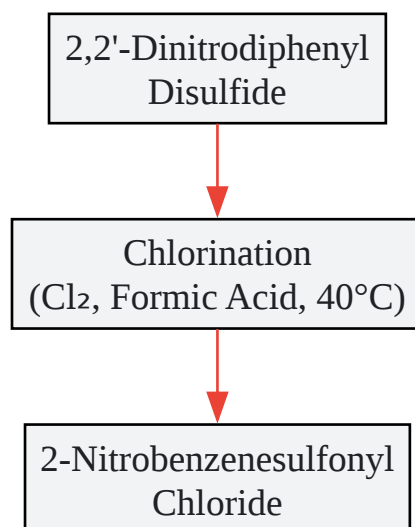 2,2'-Dinitrodiphenyl
Disulfide
Chlorination
(Cl₂, Formic Acid, 40°C)
2-Nitrobenzenesulfonyl
Chloride